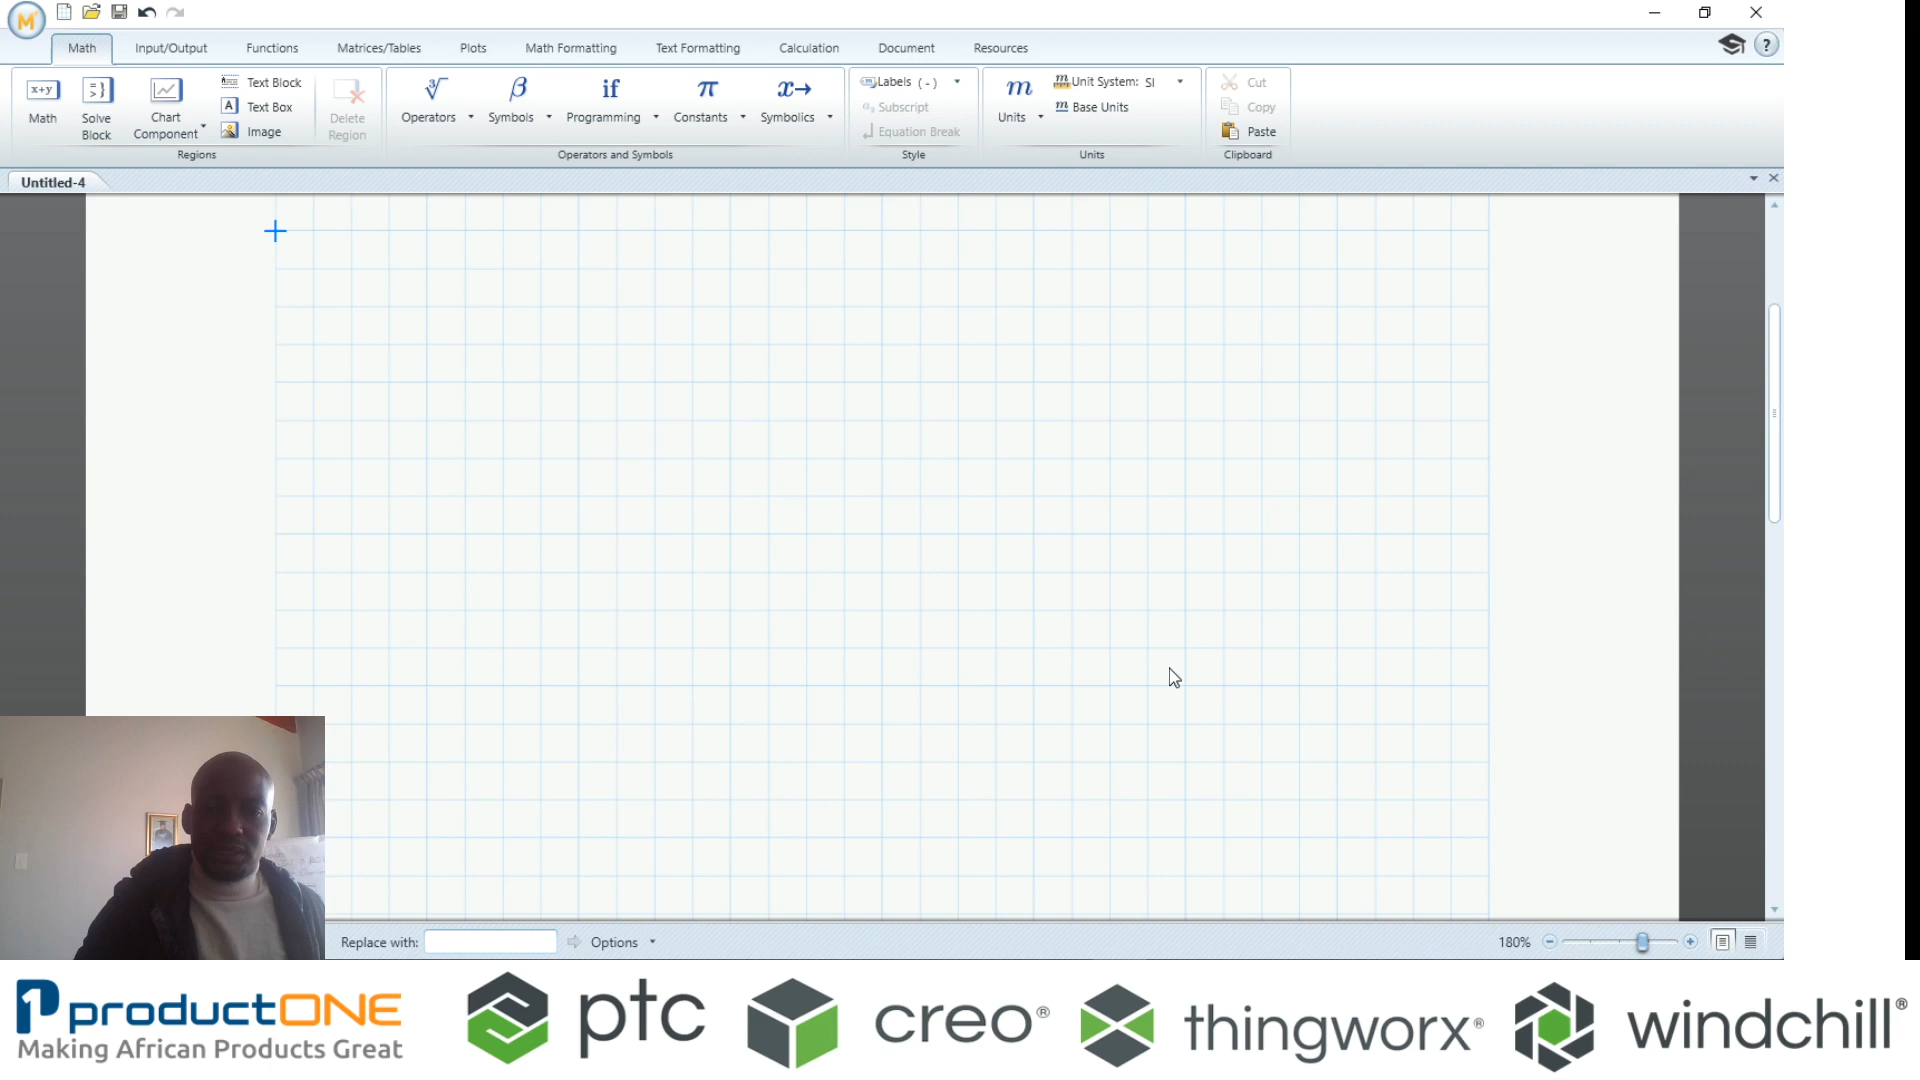 Math Input/Output Functions Matrices/Tables Plots Math Formatting Text Formatting Calculation Document Resources
x+y Math
Solve Block
Chart Component
Text Block
Text Box
Image
Delete Region
Regions
Operators
β Symbols
if Programming
π Constants
x→ Symbolics
Operators and Symbols
Labels (-)
Subscript
Equation Break
Style
m Units
Unit System: SI
m Base Units
Units
Cut
Copy
Paste
Clipboard
Untitled-4
Replace with: Options 180%
productONE
Making African Products Great
ptc
creo®
thingworx®
windchill®